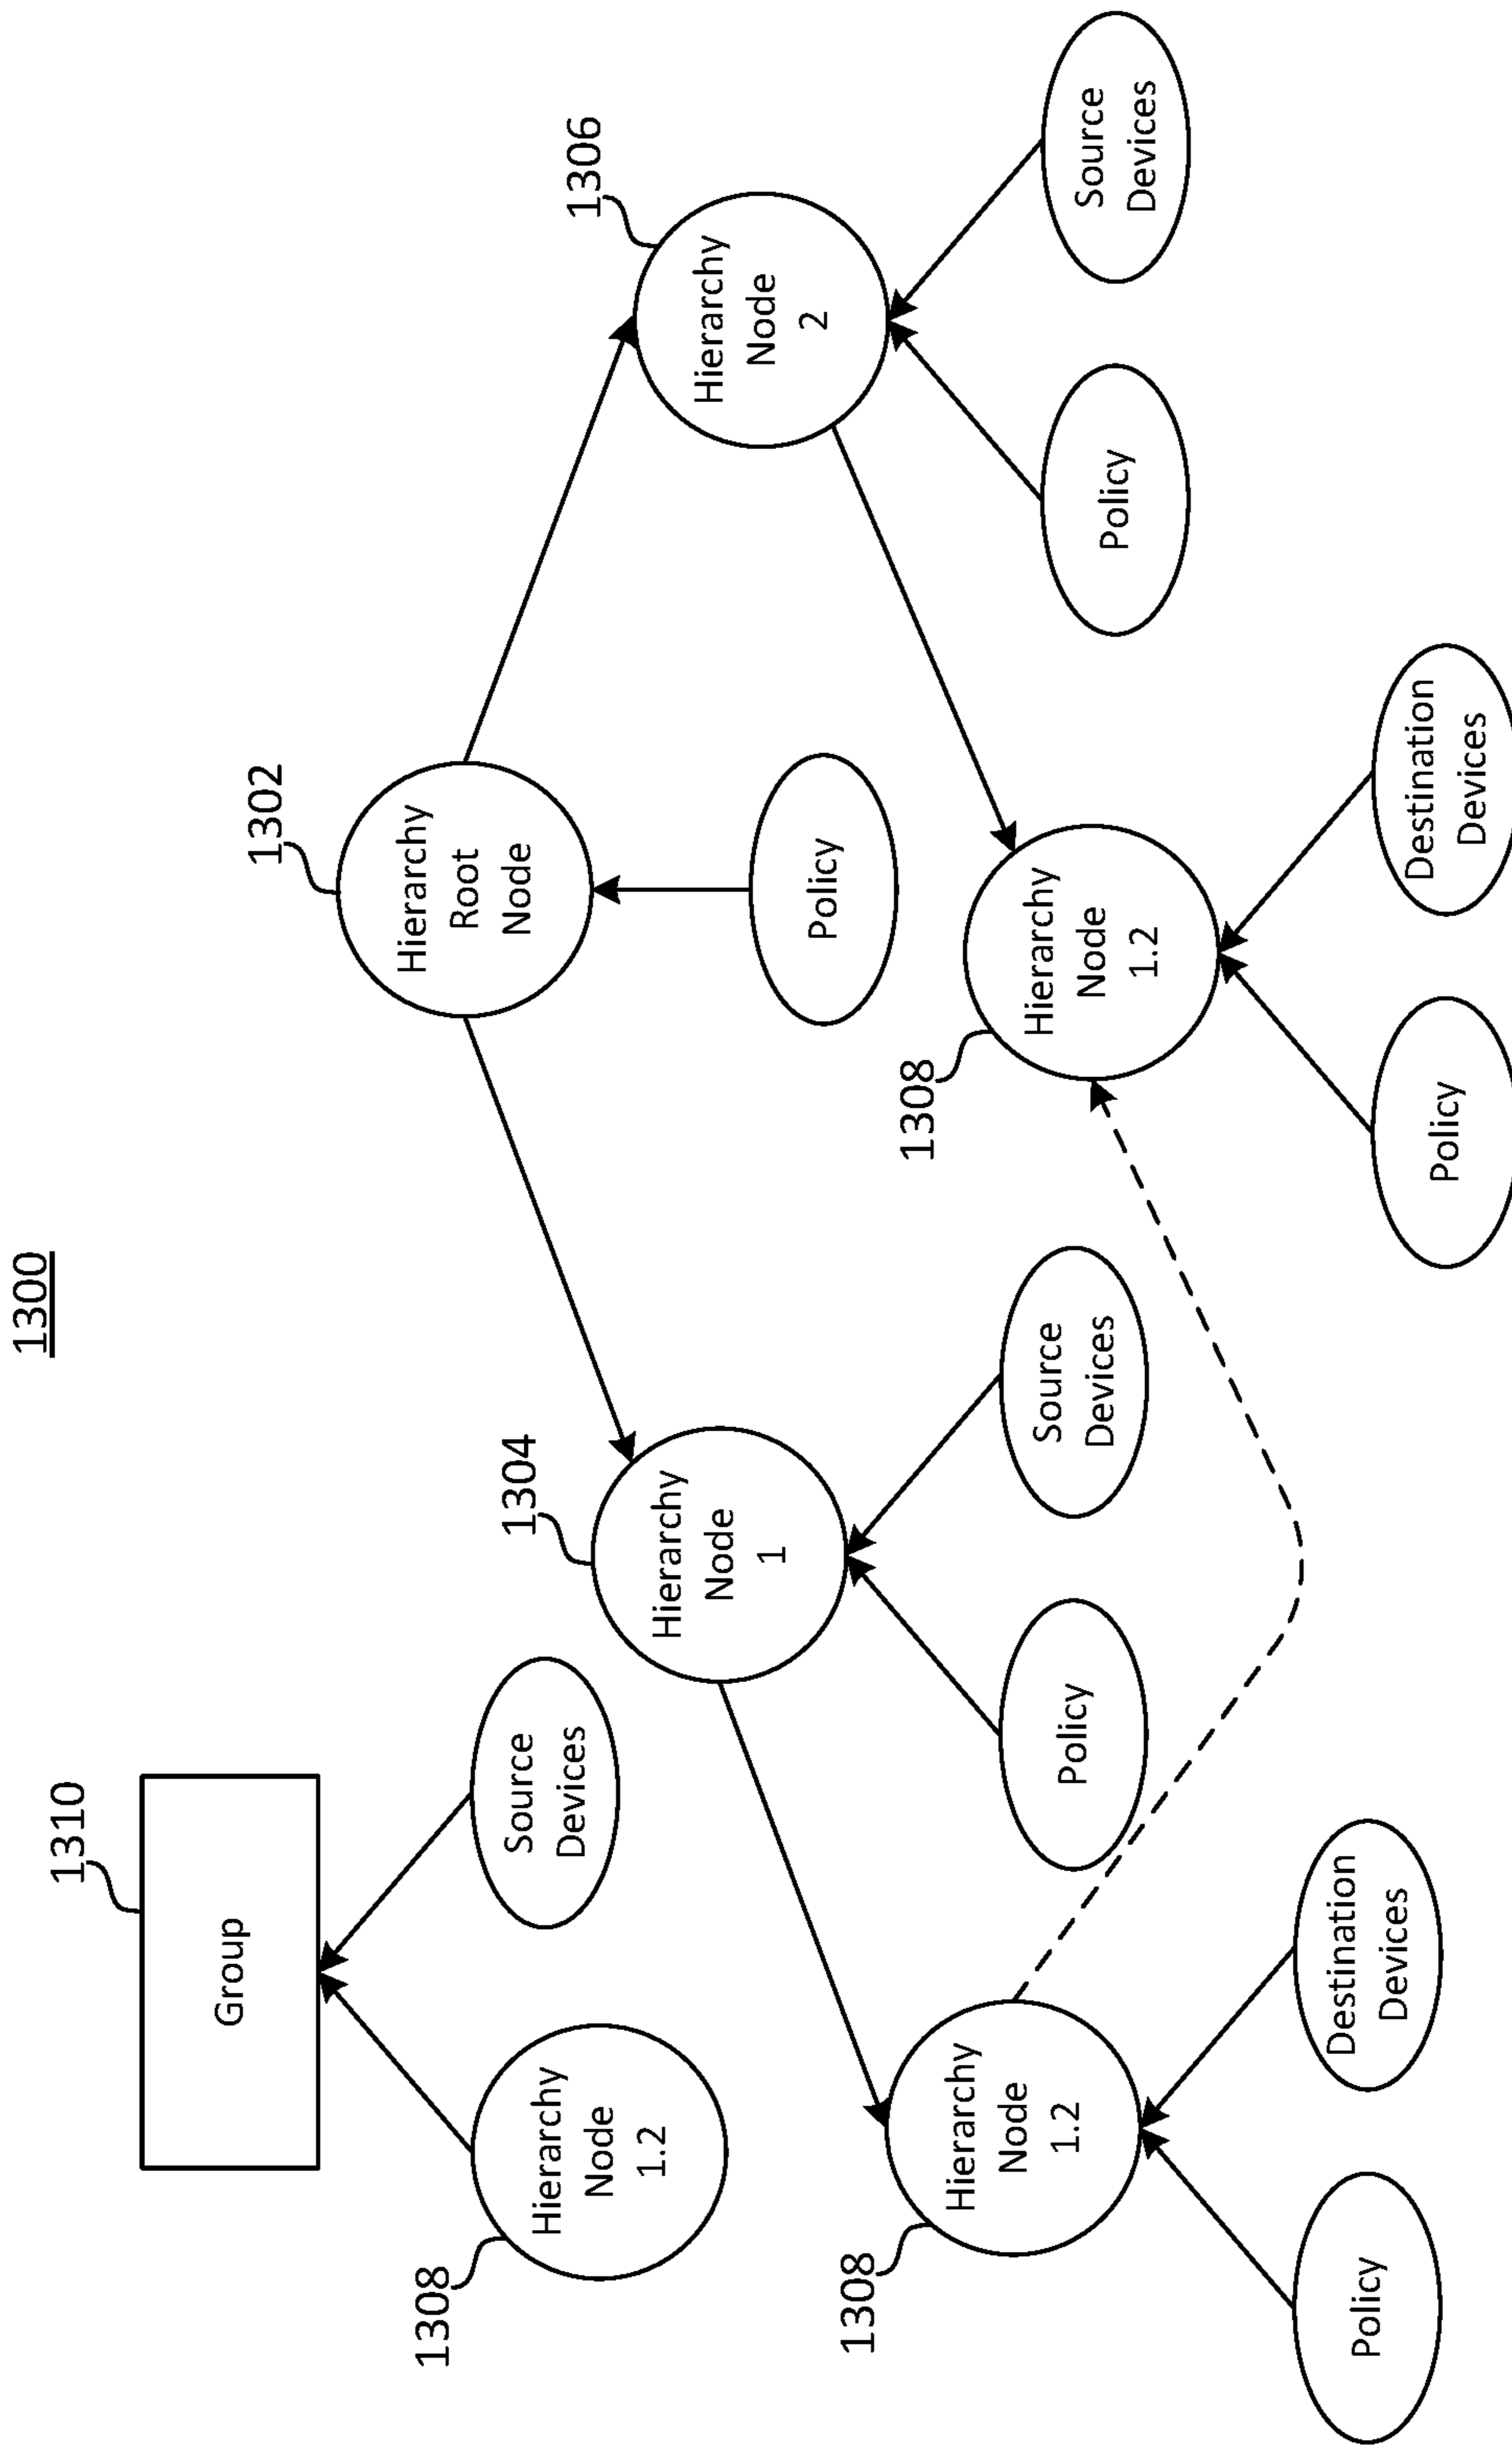 1300
1310
Group
1308
Hierarchy
Node
1.2
Source
Devices
1302
Hierarchy
Root
Node
Policy
1304
Hierarchy
Node
1
Policy
Source
Devices
1306
Hierarchy
Node
2
Policy
Source
Devices
1308
Hierarchy
Node
1.2
Policy
Destination
Devices
1308
Hierarchy
Node
1.2
Policy
Destination
Devices